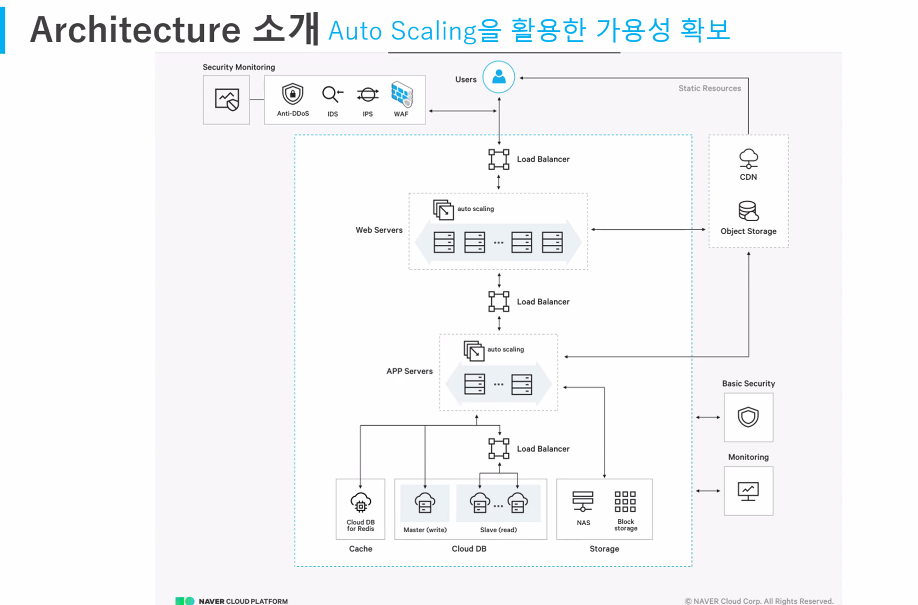 Architecture 소개 Auto Scaling을 활용한 가용성 확보
Security Monitoring
Anti-DDoS
IDS
IPS
WAF
Users
Static Resources
Load Balancer
CDN
Object Storage
auto scaling
Web Servers
Load Balancer
auto scaling
APP Servers
Basic Security
Monitoring
Load Balancer
Cloud DB
for Redis
Master (write)
Slave (read)
NAS
Block
storage
Cache
Cloud DB
Storage
NAVER CLOUD PLATFORM
© NAVER Cloud Corp. All Rights Reserved.